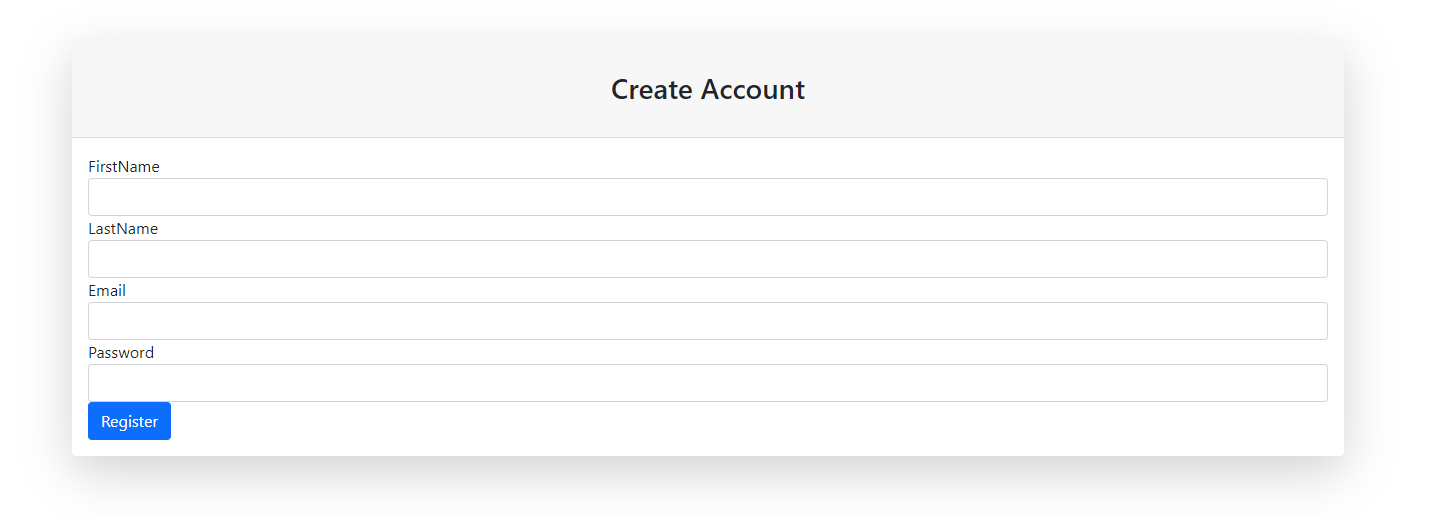 Create Account
FirstName
LastName
Email
Password
Register